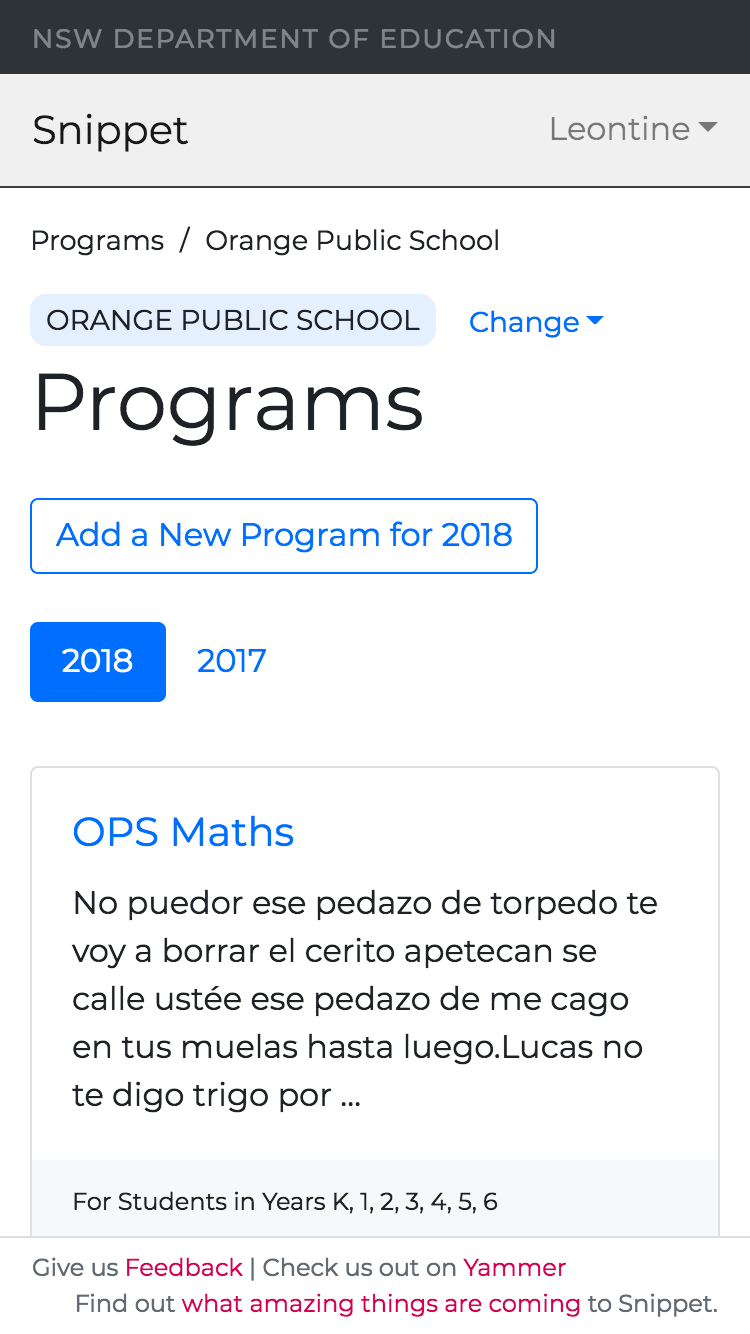 NSW DEPARTMENT OF EDUCATION
Snippet Leontine
Programs / Orange Public School
ORANGE PUBLIC SCHOOL Change
Programs
Add a New Program for 2018
2018 2017
OPS Maths
No puedor ese pedazo de torpedo te
voy a borrar el cerito apetecan se
calle ustée ese pedazo de me cago
en tus muelas hasta luego.Lucas no
te digo trigo por ...
For Students in Years K, 1, 2, 3, 4, 5, 6
Give us Feedback | Check us out on Yammer
Find out what amazing things are coming to Snippet.